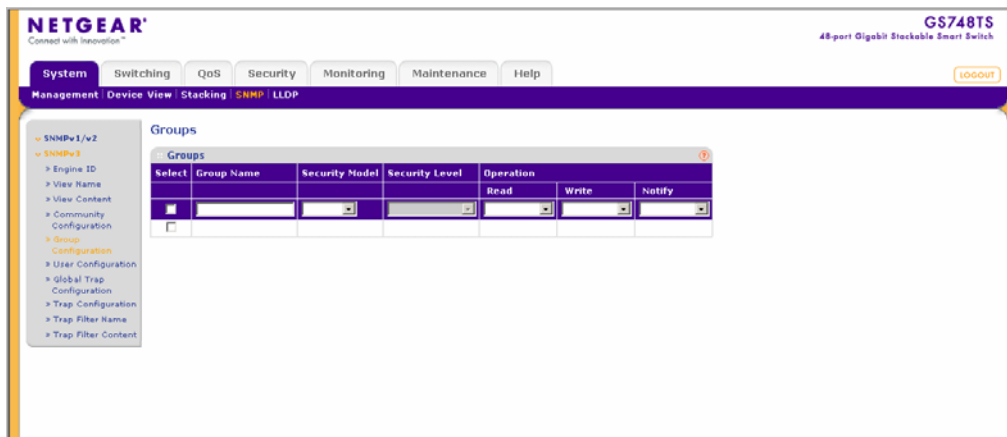 NETGEAR®
Connect with Innovation™
GS748TS
48-port Gigabit Stackable Smart Switch
System Switching QoS Security Monitoring Maintenance Help
LOGOUT
Management Device View Stacking SNMP LLDP
SNMPv1/v2
SNMPv3
» Engine ID
» View Name
» View Content
» Community
Configuration
» Group
Configuration
» User Configuration
» Global Trap
Configuration
» Trap Configuration
» Trap Filter Name
» Trap Filter Content
Groups
Groups ?
Select Group Name Security Model Security Level Operation
Read Write Notify